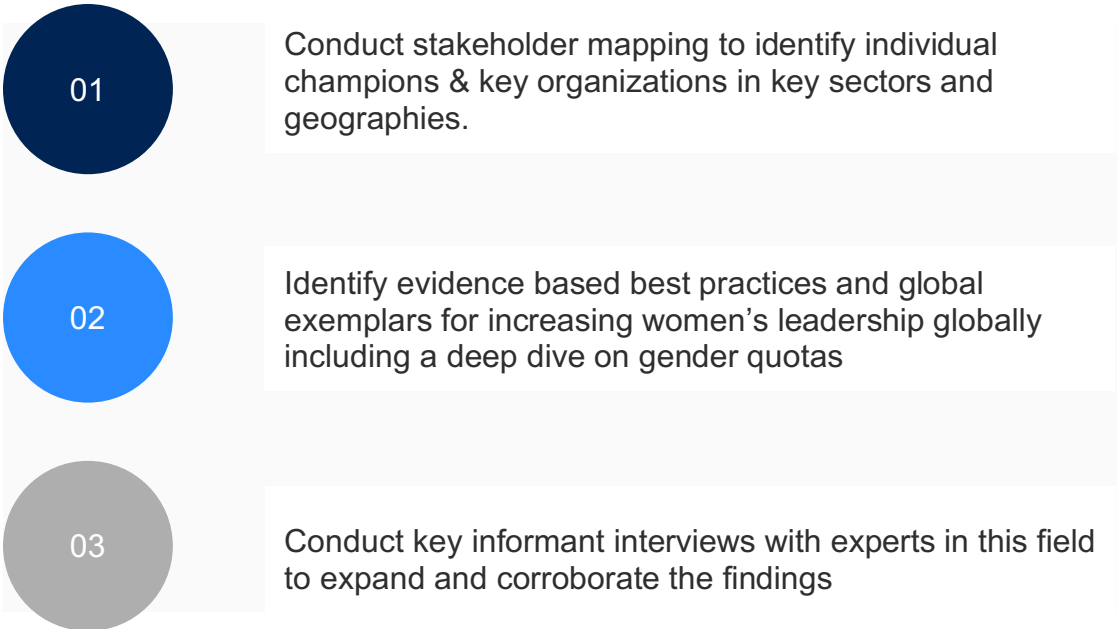 01
Conduct stakeholder mapping to identify individual
champions & key organizations in key sectors and
geographies.
02
Identify evidence based best practices and global
exemplars for increasing women’s leadership globally
including a deep dive on gender quotas
03
Conduct key informant interviews with experts in this field
to expand and corroborate the findings